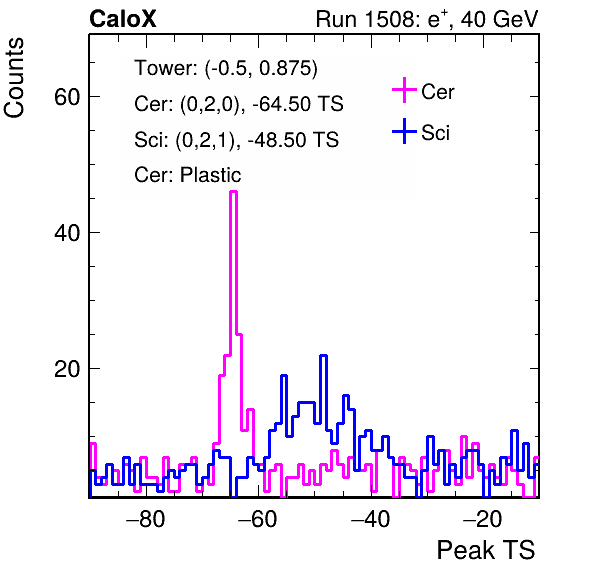 CaloX Run 1508: e⁺, 40 GeV
Counts
Tower: (-0.5, 0.875)
Cer: (0,2,0), -64.50 TS
Sci: (0,2,1), -48.50 TS
Cer: Plastic
Cer
Sci
60
40
20
−80 −60 −40 −20
Peak TS